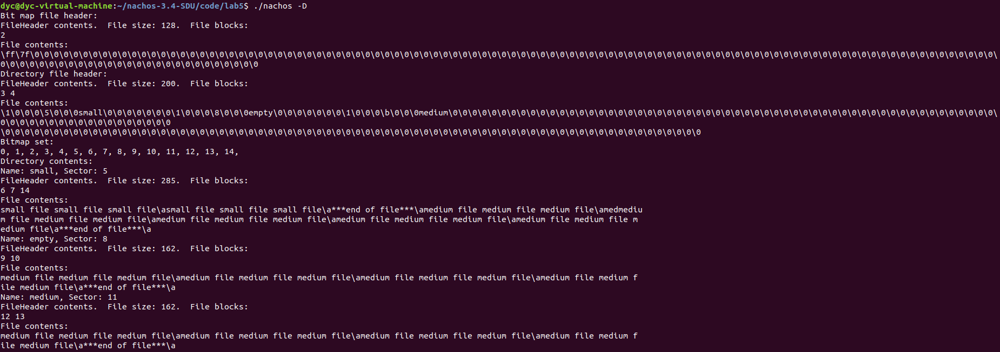 dyc@dyc-virtual-machine:~/nachos-3.4-SDU/code/lab5$ ./nachos -D
Bit map file header:
FileHeader contents.  File size: 128.  File blocks:
2
File contents:
\ff\7f\0\0\0\0\0\0\0\0\0\0\0\0\0\0\0\0\0\0\0\0\0\0\0\0\0\0\0\0\0\0\0\0\0\0\0\0\0\0\0\0\0\0\0\0\0\0\0\0\0\0\0\0\0\0\0\0\0\0\0\0\0\0\0\0\0\0\0\0\0\0\0\0\0\0\0\0\0\0\0\0\0\0\0\0\0\0\0\0\0\0\0\0\0\0\0\0\0\0\0\0\0\0\0\
0\0\0\0\0\0\0\0\0\0\0\0\0\0\0\0\0\0\0\0\0\0\0\0\0\0\0
Directory file header:
FileHeader contents.  File size: 200.  File blocks:
3 4
File contents:
\1\0\0\0\5\0\0\0small\0\0\0\0\0\0\0\1\0\0\0\8\0\0\0empty\0\0\0\0\0\0\0\1\0\0\0\b\0\0\0medium\0\0\0\0\0\0\0\0\0\0\0\0\0\0\0\0\0\0\0\0\0\0\0\0\0\0\0\0\0\0\0\0\0\0\0\0\0\0\0\0\0\0\0\0\0\0\0\0\0\0\0\0\0\0\0\0\
0\0\0\0\0\0\0\0\0\0\0\0\0\0\0\0\0\0
\0\0\0\0\0\0\0\0\0\0\0\0\0\0\0\0\0\0\0\0\0\0\0\0\0\0\0\0\0\0\0\0\0\0\0\0\0\0\0\0\0\0\0\0\0\0\0\0\0\0\0\0\0\0\0\0\0\0\0\0\0\0\0\0\0\0\0\0\0\0\0\0
Bitmap set:
0, 1, 2, 3, 4, 5, 6, 7, 8, 9, 10, 11, 12, 13, 14,
Directory contents:
Name: small, Sector: 5
FileHeader contents.  File size: 285.  File blocks:
6 7 14
File contents:
small file small file small file\asmall file small file small file\a***end of file***\amedium file medium file medium file\amedmediu
m file medium file medium file\amedium file medium file medium file\amedium file medium file medium file\amedium file medium file m
edium file\a***end of file***\a
Name: empty, Sector: 8
FileHeader contents.  File size: 162.  File blocks:
9 10
File contents:
medium file medium file medium file\amedium file medium file medium file\amedium file medium file medium file\amedium file medium f
ile medium file\a***end of file***\a
Name: medium, Sector: 11
FileHeader contents.  File size: 162.  File blocks:
12 13
File contents:
medium file medium file medium file\amedium file medium file medium file\amedium file medium file medium file\amedium file medium f
ile medium file\a***end of file***\a